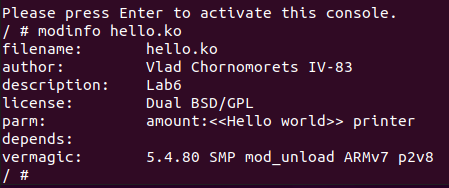 Please press Enter to activate this console.
/ # modinfo hello.ko
filename:       hello.ko
author:         Vlad Chornomorets IV-83
description:    Lab6
license:        Dual BSD/GPL
parm:           amount:<<Hello world>> printer
depends:
vermagic:       5.4.80 SMP mod_unload ARMv7 p2v8
/ #